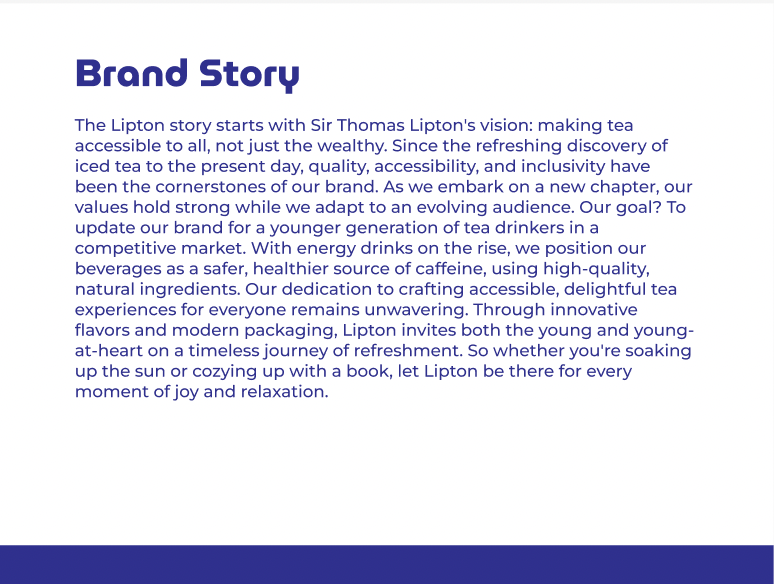 Brand Story
The Lipton story starts with Sir Thomas Lipton's vision: making tea
accessible to all, not just the wealthy. Since the refreshing discovery of
iced tea to the present day, quality, accessibility, and inclusivity have
been the cornerstones of our brand. As we embark on a new chapter, our
values hold strong while we adapt to an evolving audience. Our goal? To
update our brand for a younger generation of tea drinkers in a
competitive market. With energy drinks on the rise, we position our
beverages as a safer, healthier source of caffeine, using high-quality,
natural ingredients. Our dedication to crafting accessible, delightful tea
experiences for everyone remains unwavering. Through innovative
flavors and modern packaging, Lipton invites both the young and young-
at-heart on a timeless journey of refreshment. So whether you're soaking
up the sun or cozying up with a book, let Lipton be there for every
moment of joy and relaxation.